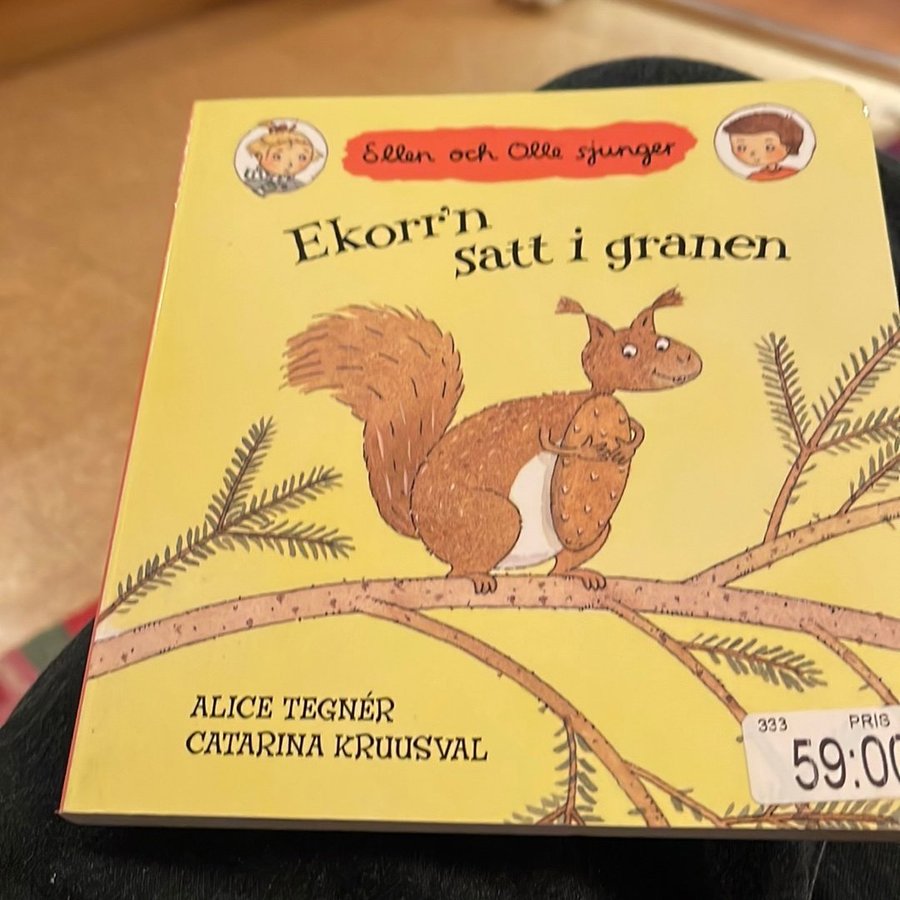 Ellen och Olle sjunger
Ekorr'n
satt i granen
ALICE TEGNÉR
CATARINA KRUUSVAL
333 PRIS
59:00